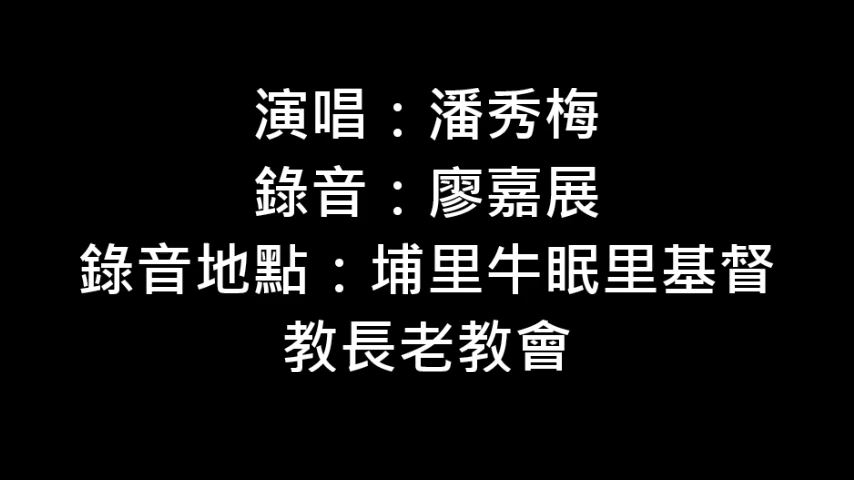 演唱：潘秀梅
錄音：廖嘉展
錄音地點：埔里牛眠里基督
教長老教會